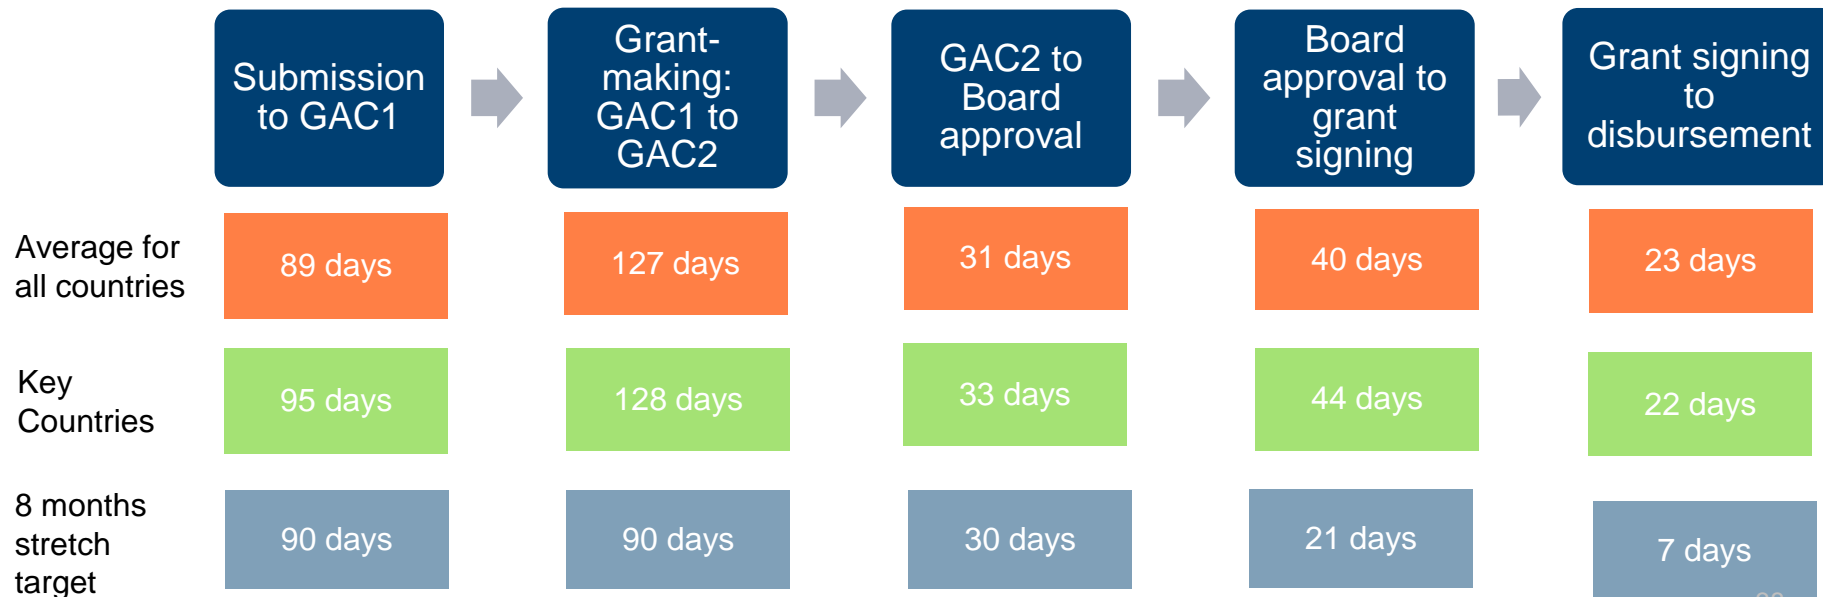 Submission
to GAC1
Grant-
making:
GAC1 to
GAC2
GAC2 to
Board
approval
Board
approval to
grant
signing
Grant signing
to
disbursement
Average for
all countries
89 days
127 days
31 days
40 days
23 days
Key
Countries
95 days
128 days
33 days
44 days
22 days
8 months
stretch
target
90 days
90 days
30 days
21 days
7 days